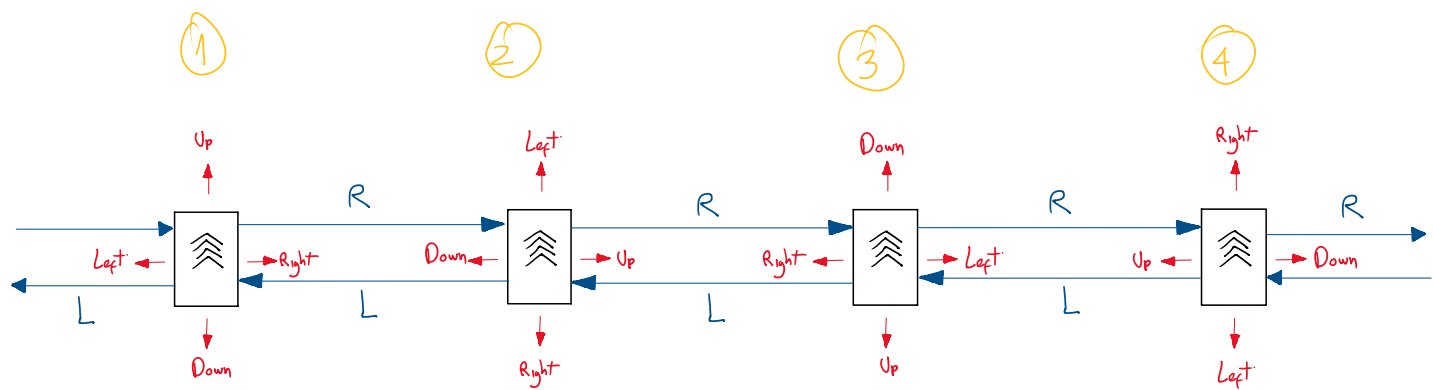 1 2 3 4
Up Left Down Right
R R R R
Left Right Down Up Right Left Up Down
L L L L
Down Right Up Left